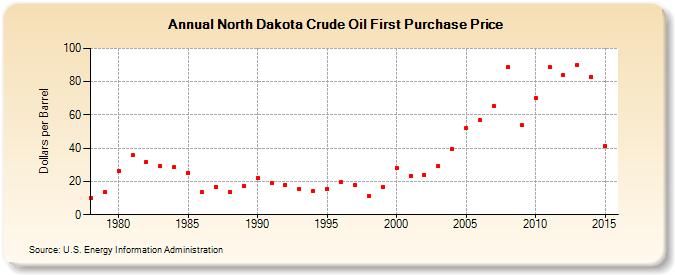 Annual North Dakota Crude Oil First Purchase Price
Dollars per Barrel
100
80
60
40
20
0
1980 1985 1990 1995 2000 2005 2010 2015
Source: U.S. Energy Information Administration